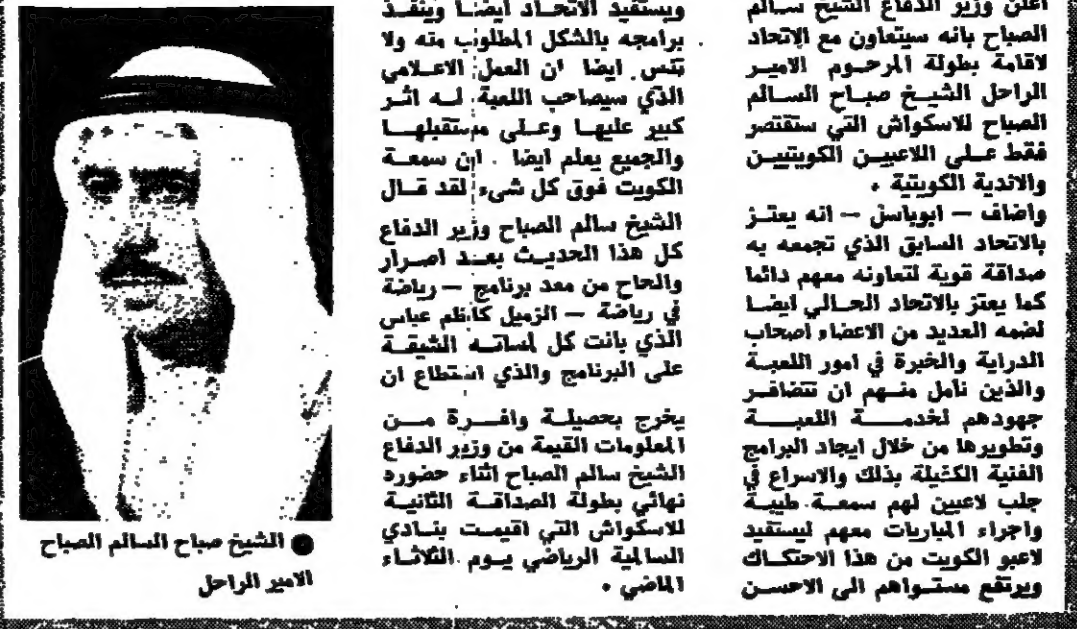 اعلن وزير الدفاع الشيخ سالم
الصباح بانه سيتعاون مع الاتحاد
لاقامة بطولة المرحوم الامير
الراحل الشيخ صباح السالم
الصباح للاسكواش التي ستقتصر
فقط على اللاعبين الكويتيين
والاندية الكويتية .
واضاف — ابوباسل — انه يعتز
بالاتحاد السابق الذي تجمعه به
صداقة قوية لتعاونه معهم دائما
كما يعتز بالاتحاد الحالي ايضا
لضمه العديد من الاعضاء اصحاب
الدراية والخبرة في امور اللعبة
والذين نامل منهم ان تتضافر
جهودهم لخدمة اللعبة
وتطويرها من خلال ايجاد البرامج
الفنية الكثيلة بذلك والاسراع في
جلب لاعبين لهم سمعة طيبة
واجراء المباريات معهم ليستفيد
لاعبو الكويت من هذا الاحتكاك
ويرتفع مستواهم الى الاحسن
ويستفيد الاتحاد ايضا وينفذ
برامجه بالشكل المطلوب منه ولا
تنس ايضا ان العمل الاعلامي
الذي سيصاحب اللعبة له اثر
كبير عليها وعلى مستقبلها
والجميع يعلم ايضا . ان سمعة
الكويت فوق كل شيء لقد قال
الشيخ سالم الصباح وزير الدفاع
كل هذا الحديث بعد اصرار
والحاح من معد برنامج — رياضة
في رياضة — الزميل كاظم عباس
الذي بانت كل لمساته الشيقة
على البرنامج والذي استطاع ان
يخرج بحصيلة وافرة من
المعلومات القيمة من وزير الدفاع
الشيخ سالم الصباح اثناء حضوره
نهائي بطولة الصداقة الثانية
للاسكواش التي اقيمت بنادي
السالمية الرياضي يوم الثلاثاء
الماضي .
● الشيخ صباح السالم الصباح
الامير الراحل